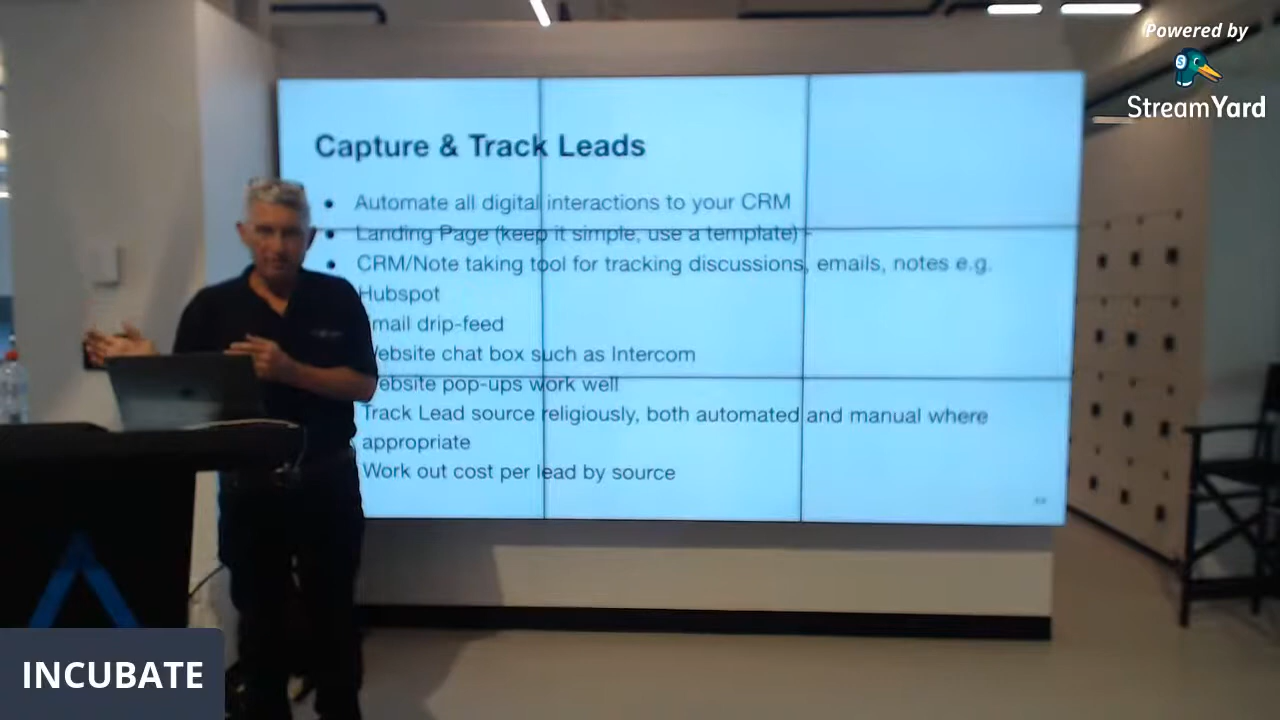 Powered by
StreamYard
Capture & Track Leads
Automate all digital interactions to your CRM
Landing Page (keep it simple, use a template) -
CRM/Note taking tool for tracking discussions, emails, notes e.g.
Hubspot
mail drip-feed
ebsite chat box such as Intercom
ebsite pop-ups work well
Track Lead source religiously, both automated and manual where
appropriate
Work out cost per lead by source
INCUBATE